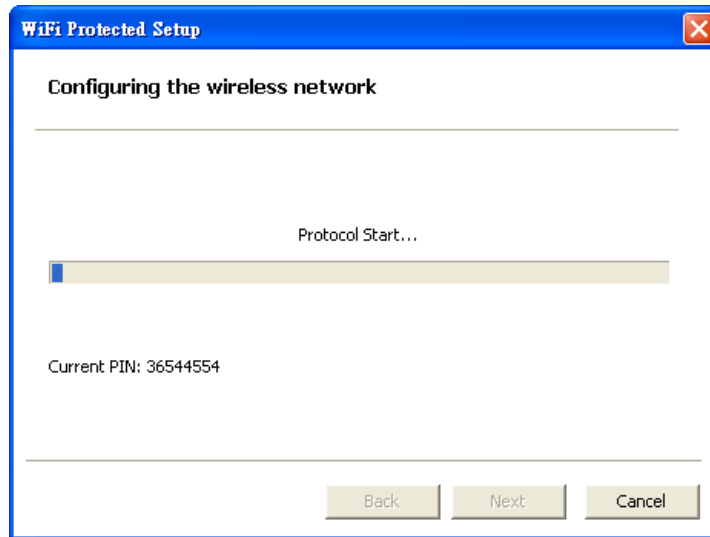 WiFi Protected Setup
Configuring the wireless network
Protocol Start...
Current PIN: 36544554
Back
Next
Cancel